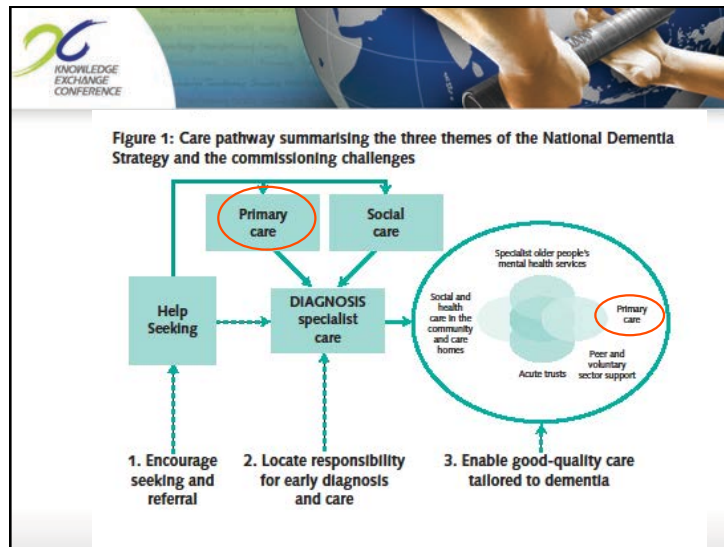 KNOWLEDGE
EXCHANGE
CONFERENCE
Figure 1: Care pathway summarising the three themes of the National Dementia
Strategy and the commissioning challenges
Primary
care
Social
care
Help
Seeking
DIAGNOSIS
specialist
care
Specialist older people's
mental health services
Social and
health
care in the
community
and care
homes
Primary
care
Peer and
voluntary
sector support
Acute trusts
1. Encourage
seeking and
referral
2. Locate responsibility
for early diagnosis
and care
3. Enable good-quality care
tailored to dementia